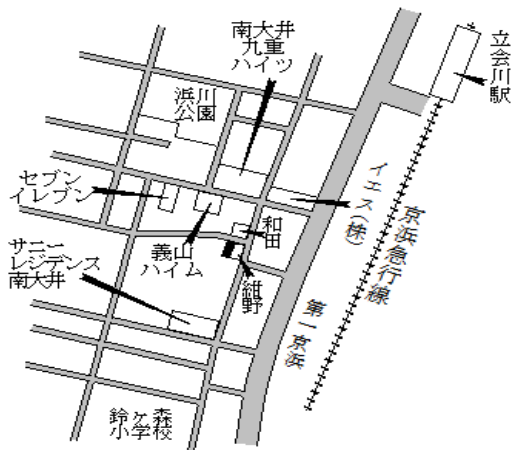 南大井
九重
ハイツ
立会川駅
浜川
公園
セブン
イレブン
イエス(株)
京浜急行線
和田
義山
ハイム
サニー
レジデンス
南大井
紺野
第一京浜
鈴ヶ森
小学校